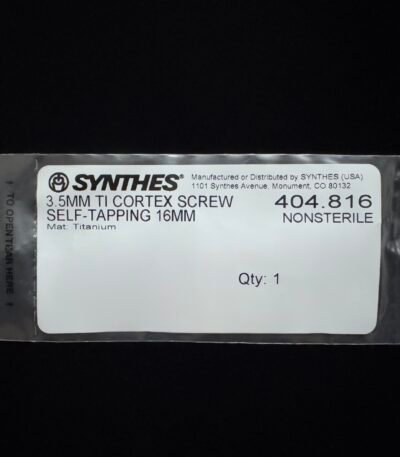 SYNTHES®
Manufactured or Distributed by SYNTHES (USA)
1101 Synthes Avenue, Monument, CO 80132
3.5MM TI CORTEX SCREW
404.816
SELF-TAPPING 16MM
NONSTERILE
Mat: Titanium
Qty: 1
↑ TO OPEN TEAR HERE ↑